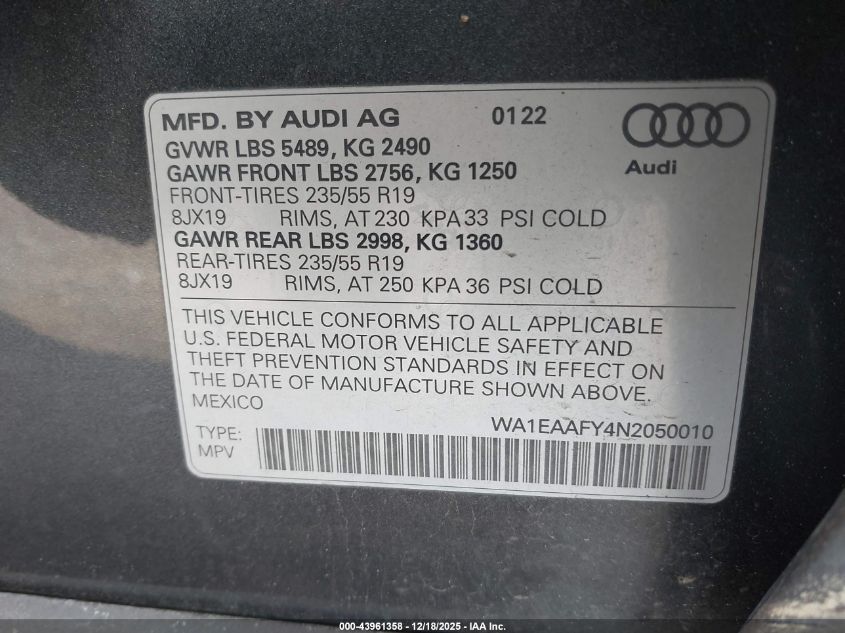 MFD. BY AUDI AG 0122
GVWR LBS 5489, KG 2490
GAWR FRONT LBS 2756, KG 1250
Audi
FRONT-TIRES 235/55 R19
8JX19 RIMS, AT 230 KPA 33 PSI COLD
GAWR REAR LBS 2998, KG 1360
REAR-TIRES 235/55 R19
8JX19 RIMS, AT 250 KPA 36 PSI COLD
THIS VEHICLE CONFORMS TO ALL APPLICABLE
U.S. FEDERAL MOTOR VEHICLE SAFETY AND
THEFT PREVENTION STANDARDS IN EFFECT ON
THE DATE OF MANUFACTURE SHOWN ABOVE.
MEXICO
WA1EAAFY4N2050010
TYPE:
MPV
000-43961358 - 12/18/2025 - IAA Inc.